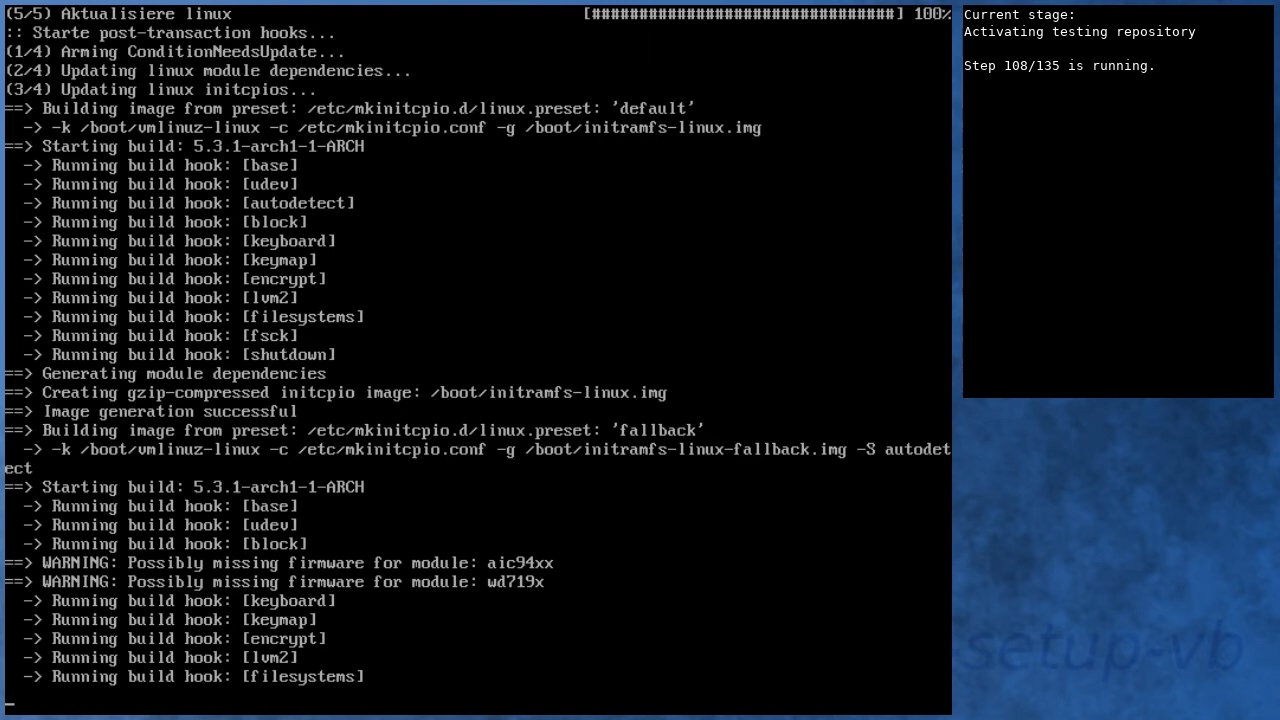 (5/5) Aktualisiere linux [################################] 100%
:: Starte post-transaction hooks...
(1/4) Arming ConditionNeedsUpdate...
(2/4) Updating linux module dependencies...
(3/4) Updating linux initcpios...
==> Building image from preset: /etc/mkinitcpio.d/linux.preset: 'default'
  -> -k /boot/vmlinuz-linux -c /etc/mkinitcpio.conf -g /boot/initramfs-linux.img
==> Starting build: 5.3.1-arch1-1-ARCH
  -> Running build hook: [base]
  -> Running build hook: [udev]
  -> Running build hook: [autodetect]
  -> Running build hook: [block]
  -> Running build hook: [keyboard]
  -> Running build hook: [keymap]
  -> Running build hook: [encrypt]
  -> Running build hook: [lvm2]
  -> Running build hook: [filesystems]
  -> Running build hook: [fsck]
  -> Running build hook: [shutdown]
==> Generating module dependencies
==> Creating gzip-compressed initcpio image: /boot/initramfs-linux.img
==> Image generation successful
==> Building image from preset: /etc/mkinitcpio.d/linux.preset: 'fallback'
  -> -k /boot/vmlinuz-linux -c /etc/mkinitcpio.conf -g /boot/initramfs-linux-fallback.img -S autodet
ect
==> Starting build: 5.3.1-arch1-1-ARCH
  -> Running build hook: [base]
  -> Running build hook: [udev]
  -> Running build hook: [block]
==> WARNING: Possibly missing firmware for module: aic94xx
==> WARNING: Possibly missing firmware for module: wd719x
  -> Running build hook: [keyboard]
  -> Running build hook: [keymap]
  -> Running build hook: [encrypt]
  -> Running build hook: [lvm2]
  -> Running build hook: [filesystems]
_
Current stage:
Activating testing repository
Step 108/135 is running.
-setup-vb